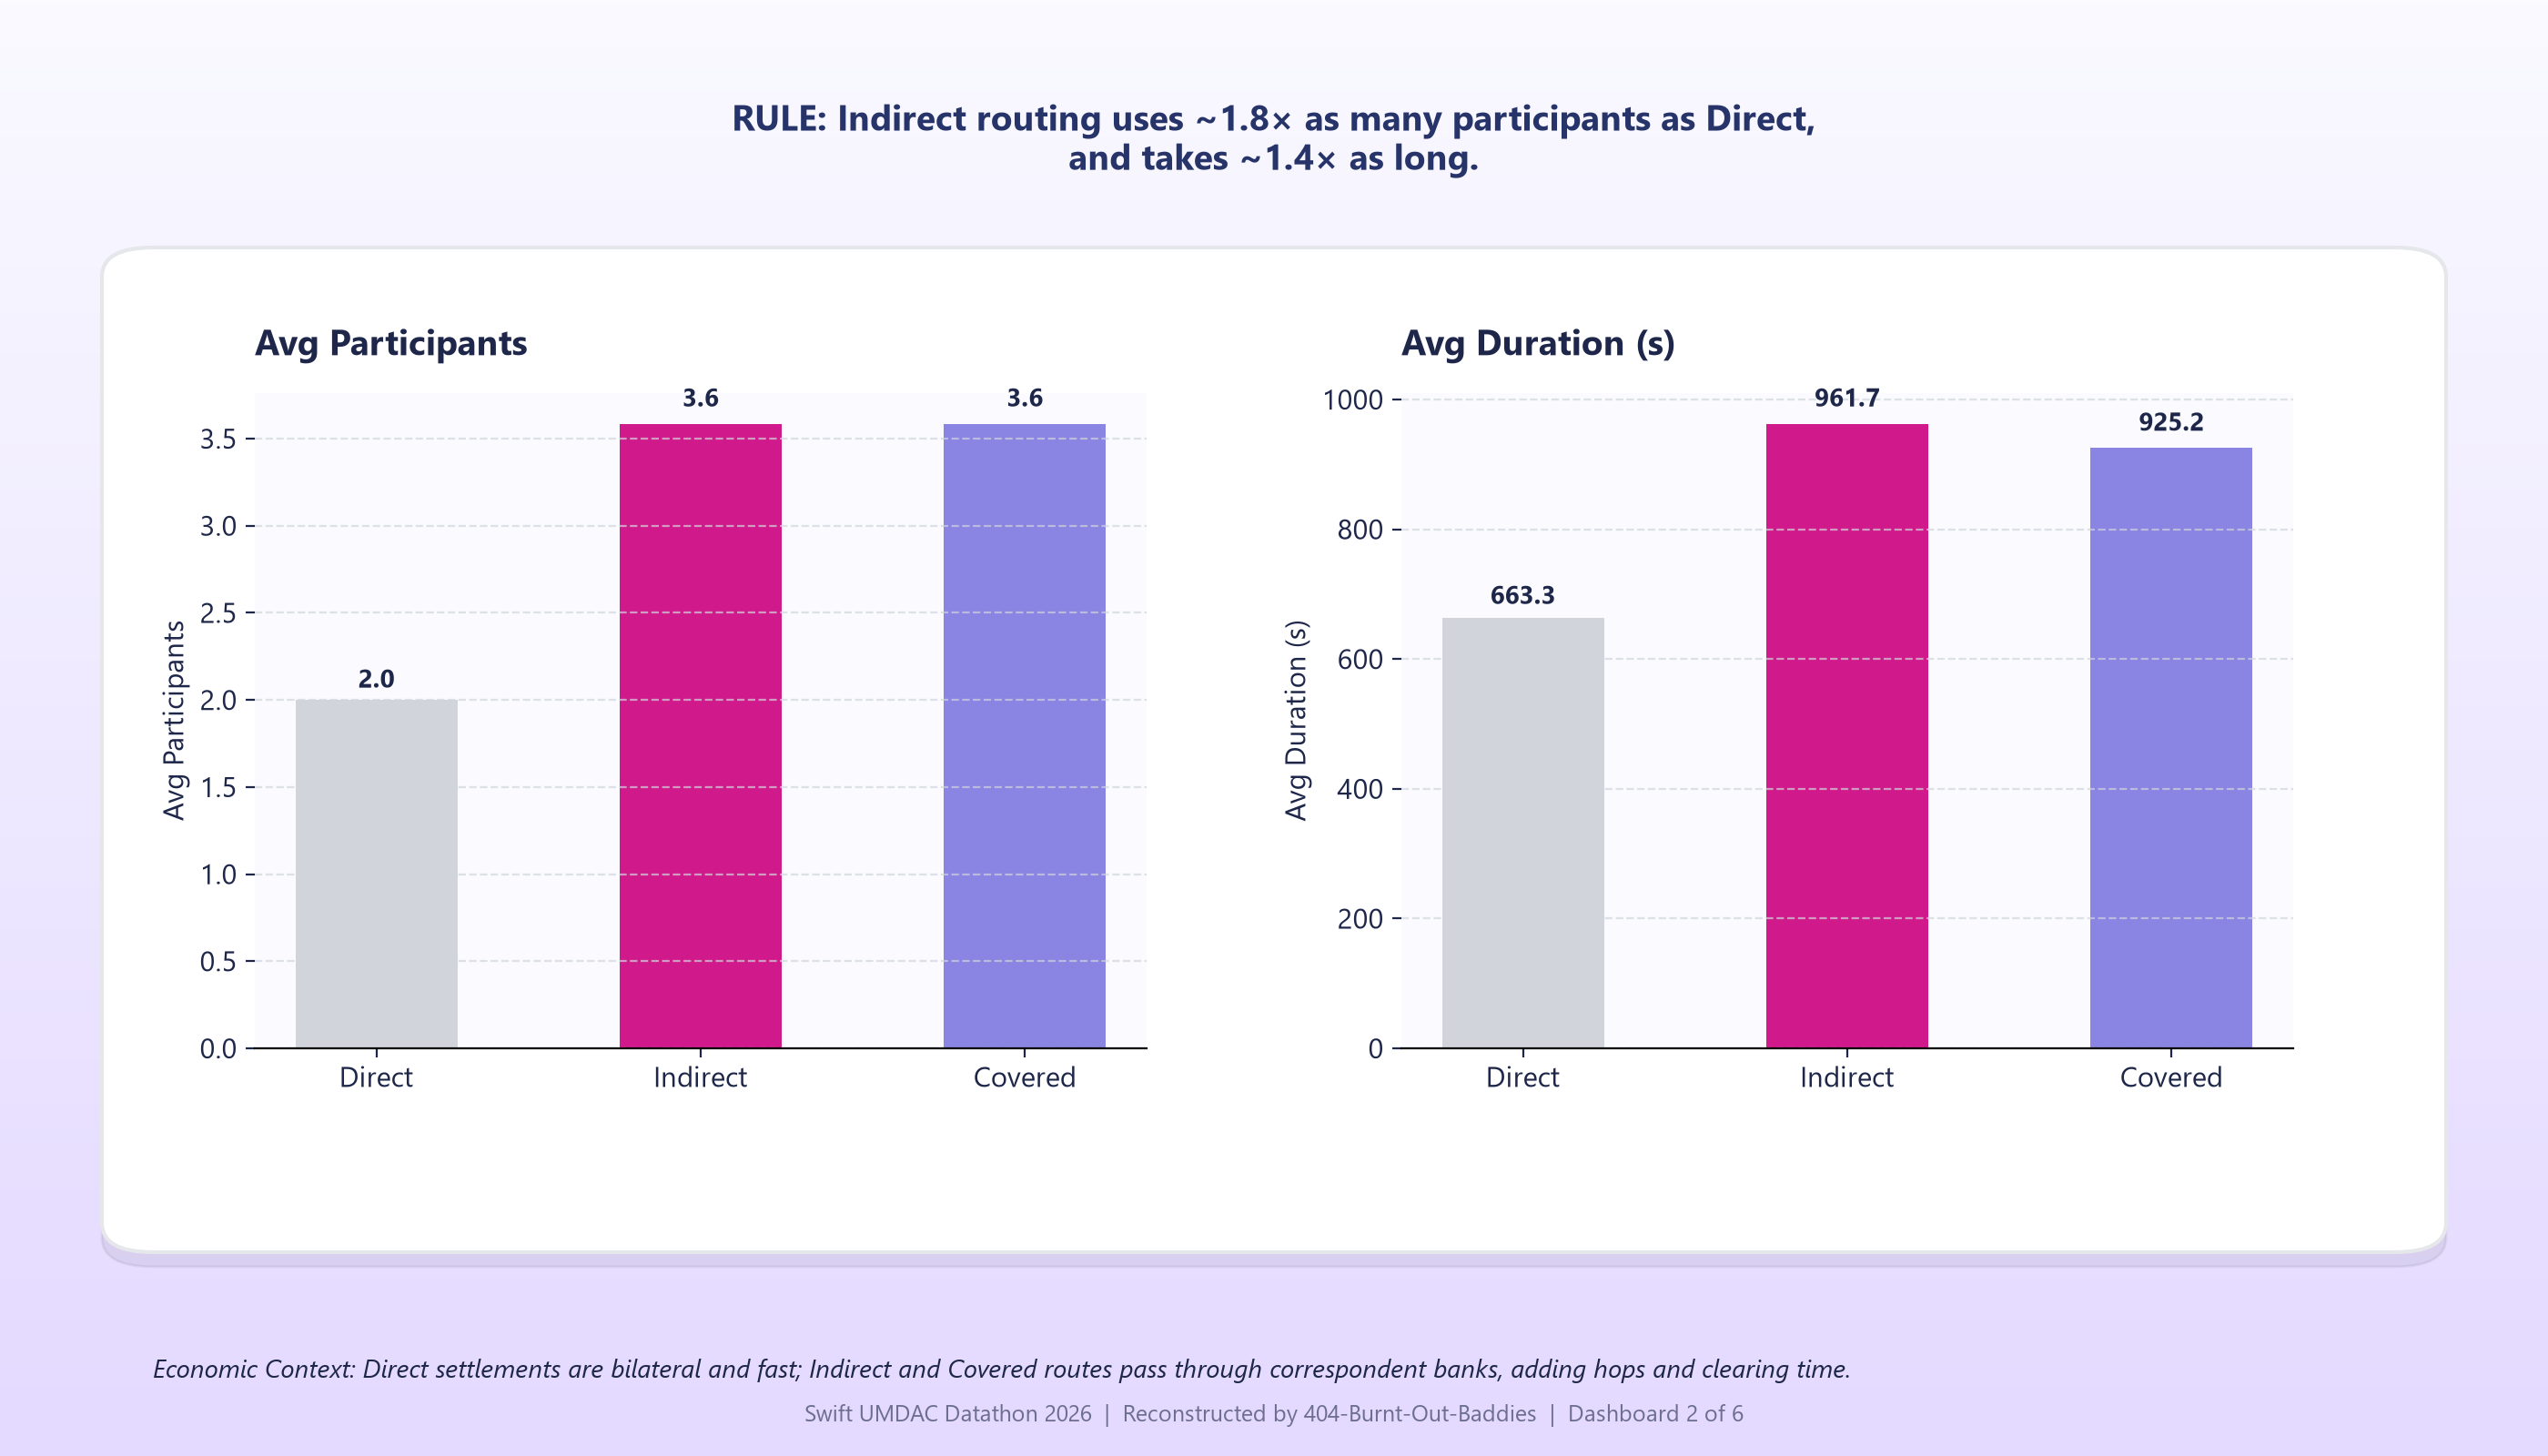 RULE: Indirect routing uses ~1.8× as many participants as Direct,
and takes ~1.4× as long.
Avg Participants
3.6
3.6
2.0
3.5
3.0
2.5
2.0
1.5
1.0
0.5
0.0
Avg Participants
Direct
Indirect
Covered
Avg Duration (s)
961.7
925.2
663.3
1000
800
600
400
200
0
Avg Duration (s)
Direct
Indirect
Covered
Economic Context: Direct settlements are bilateral and fast; Indirect and Covered routes pass through correspondent banks, adding hops and clearing time.
Swift UMDAC Datathon 2026 | Reconstructed by 404-Burnt-Out-Baddies | Dashboard 2 of 6